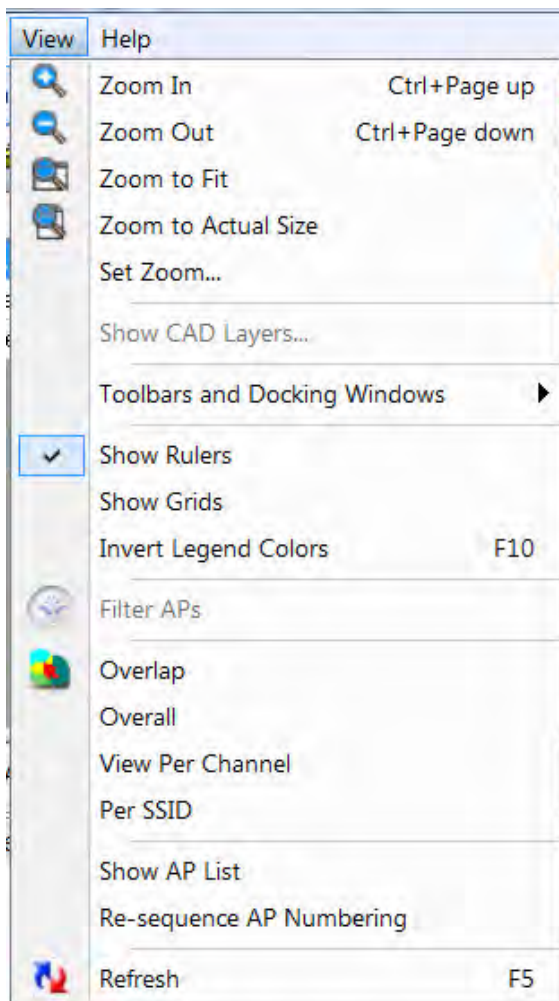 View Help
Zoom In Ctrl+Page up
Zoom Out Ctrl+Page down
Zoom to Fit
Zoom to Actual Size
Set Zoom...
Show CAD Layers...
Toolbars and Docking Windows
Show Rulers
Show Grids
Invert Legend Colors F10
Filter APs
Overlap
Overall
View Per Channel
Per SSID
Show AP List
Re-sequence AP Numbering
Refresh F5